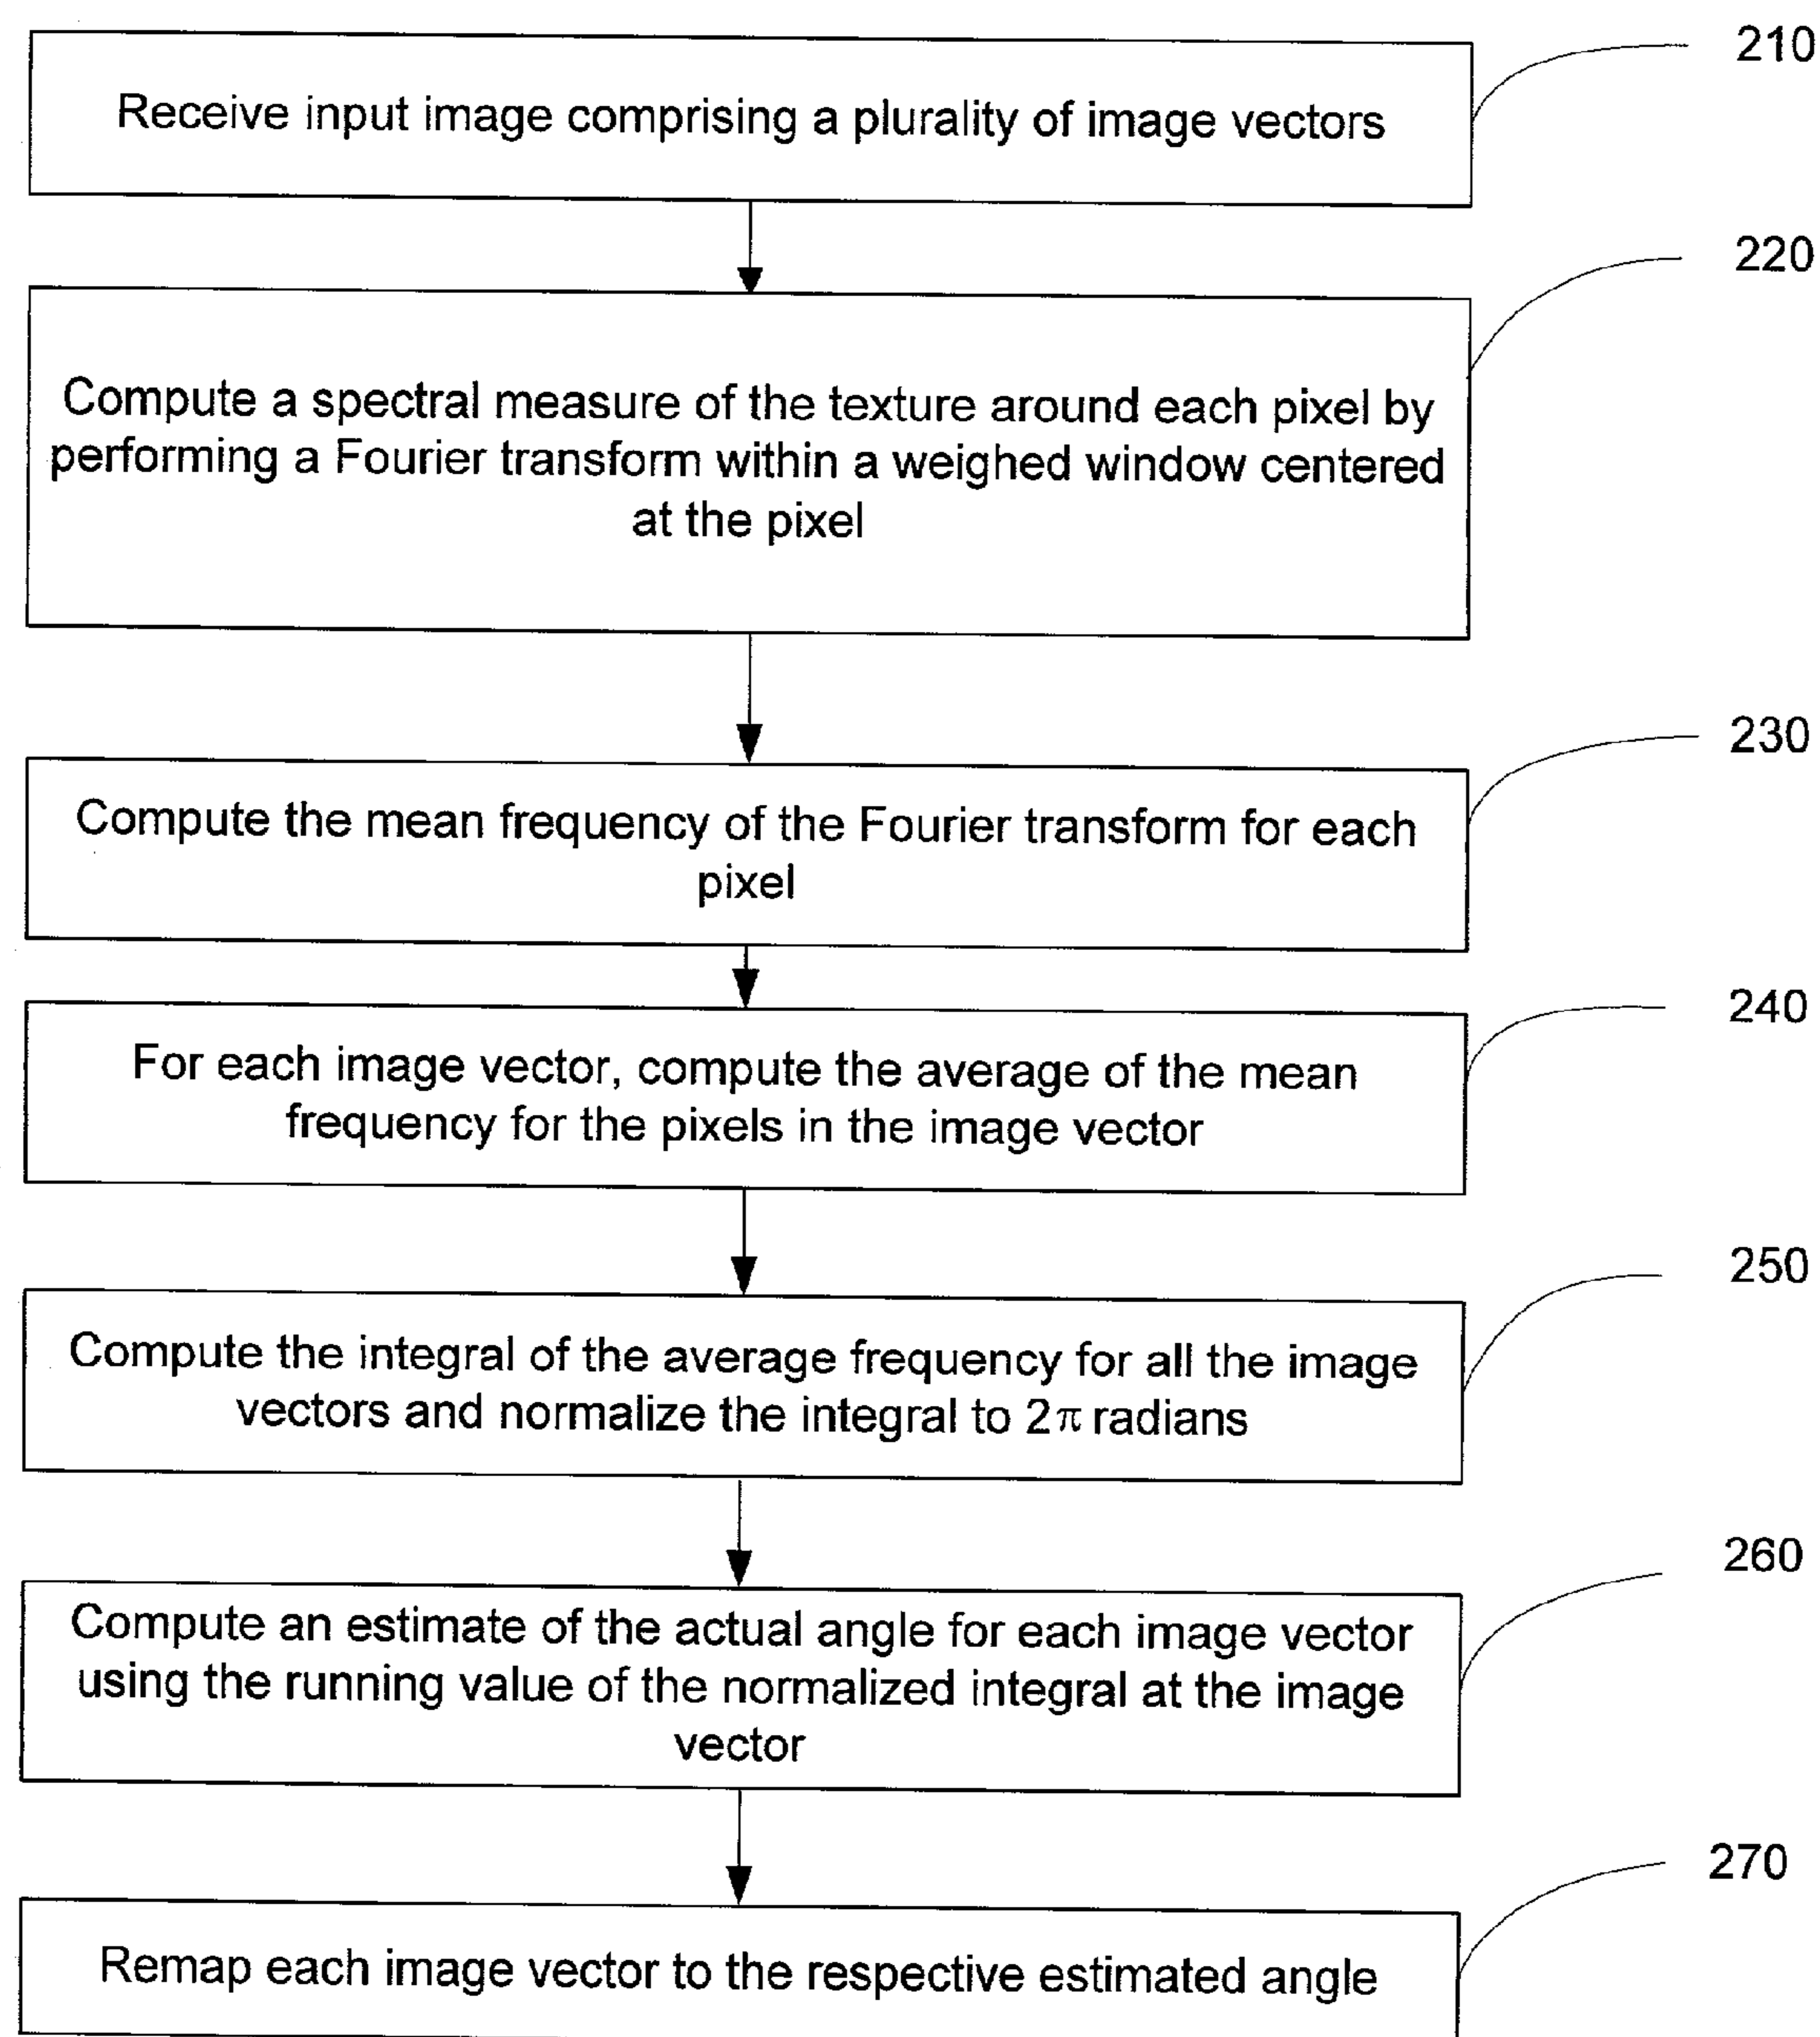 210
Receive input image comprising a plurality of image vectors
220
Compute a spectral measure of the texture around each pixel by
performing a Fourier transform within a weighed window centered
at the pixel
230
Compute the mean frequency of the Fourier transform for each
pixel
240
For each image vector, compute the average of the mean
frequency for the pixels in the image vector
250
Compute the integral of the average frequency for all the image
vectors and normalize the integral to 2π radians
260
Compute an estimate of the actual angle for each image vector
using the running value of the normalized integral at the image
vector
270
Remap each image vector to the respective estimated angle